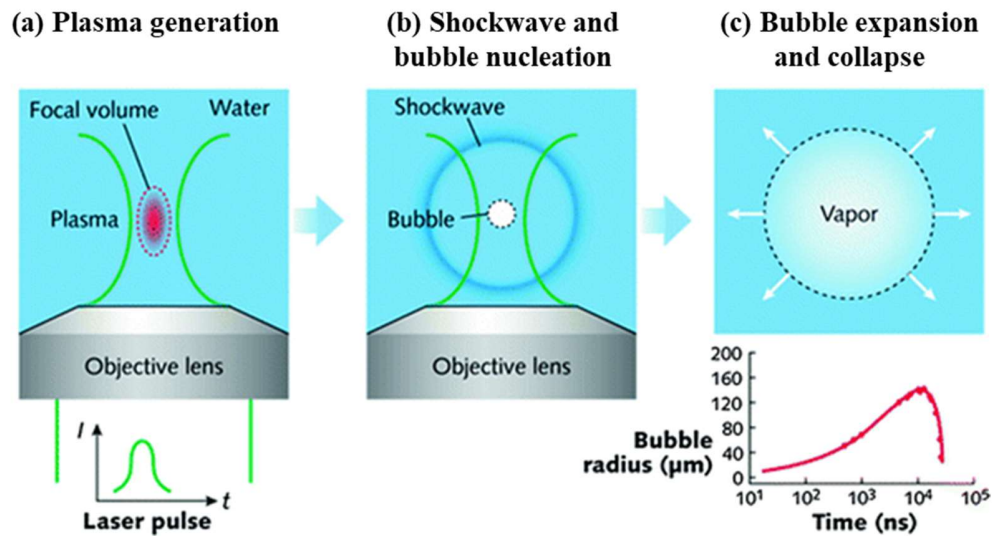 (a) Plasma generation
(b) Shockwave and
bubble nucleation
(c) Bubble expansion
and collapse
Focal volume
Water
Plasma
Objective lens
I
t
Laser pulse
Shockwave
Bubble
Objective lens
Vapor
200
160
120
80
40
0
Bubble
radius (µm)
10¹
10²
10³
10⁴
10⁵
Time (ns)